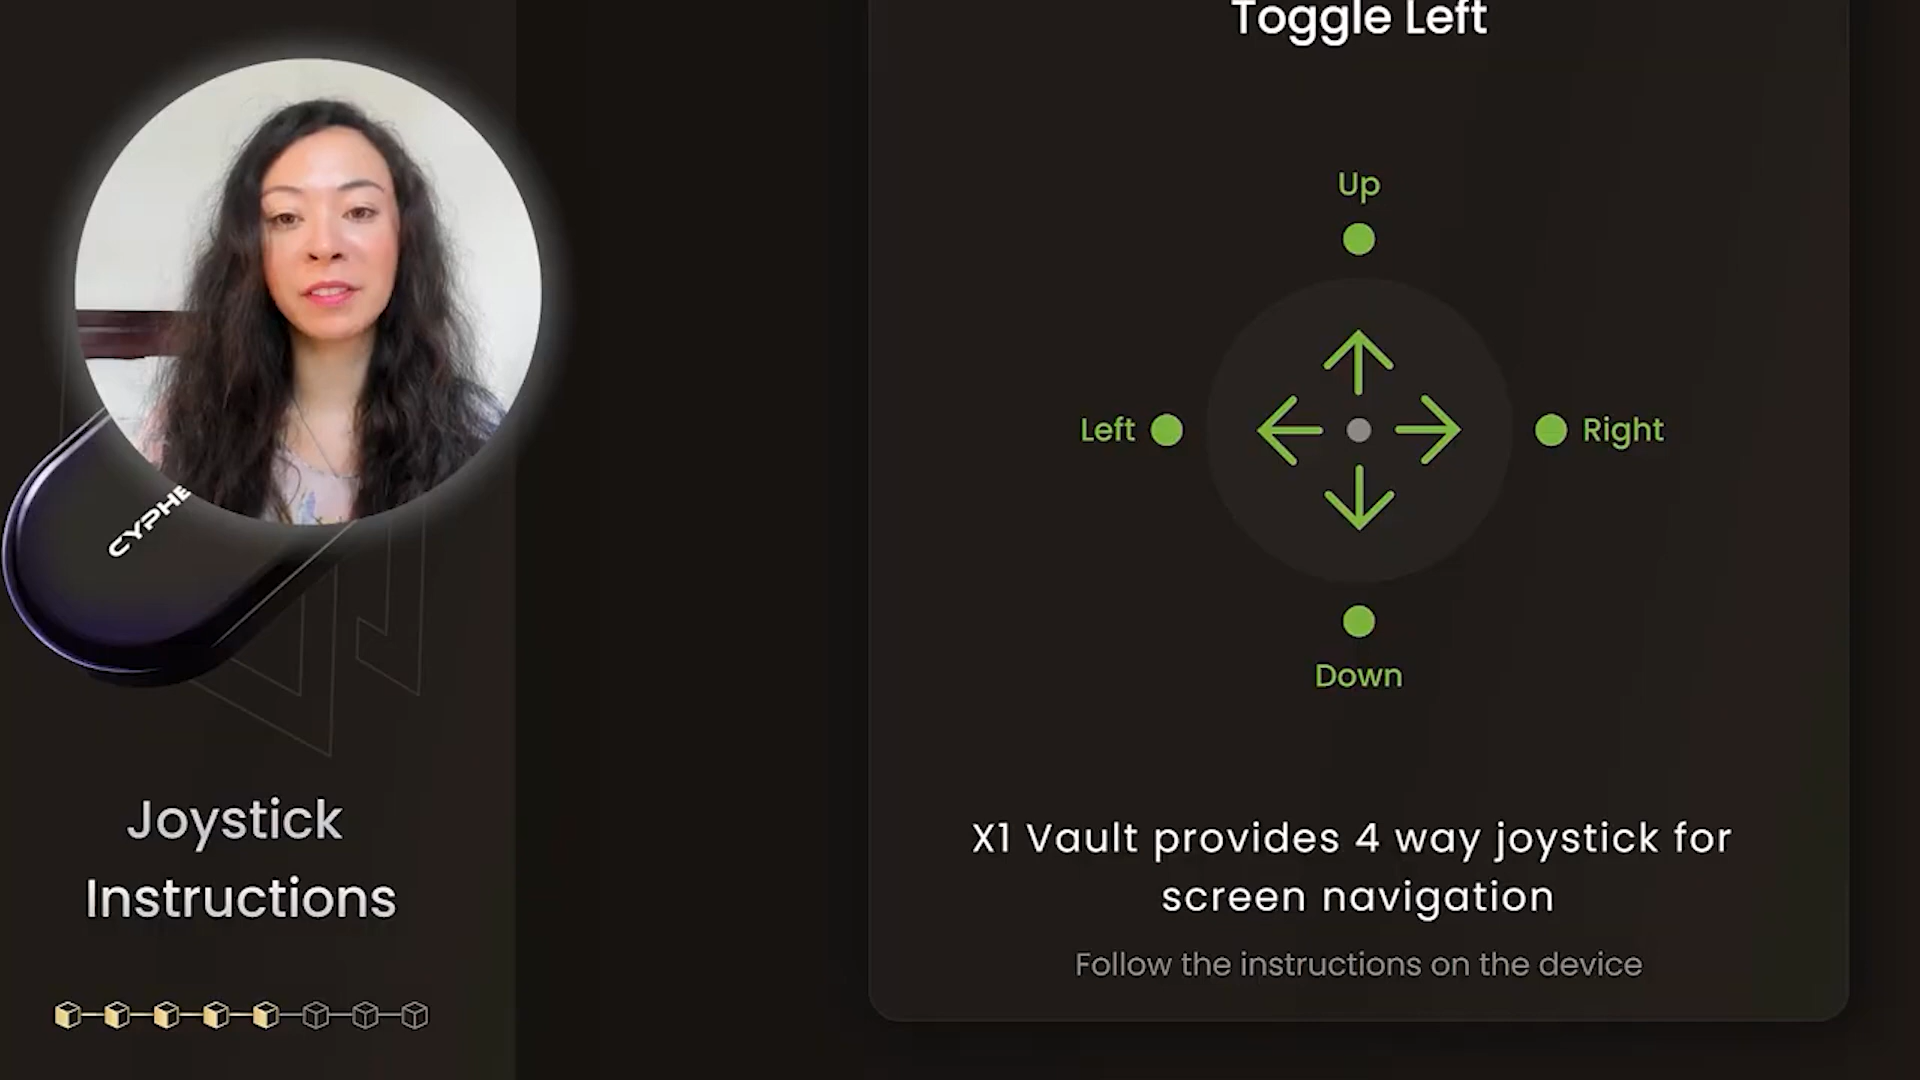 Toggle Left
Up
Left
Right
Down
CYPHE
Joystick
Instructions
X1 Vault provides 4 way joystick for
screen navigation
Follow the instructions on the device